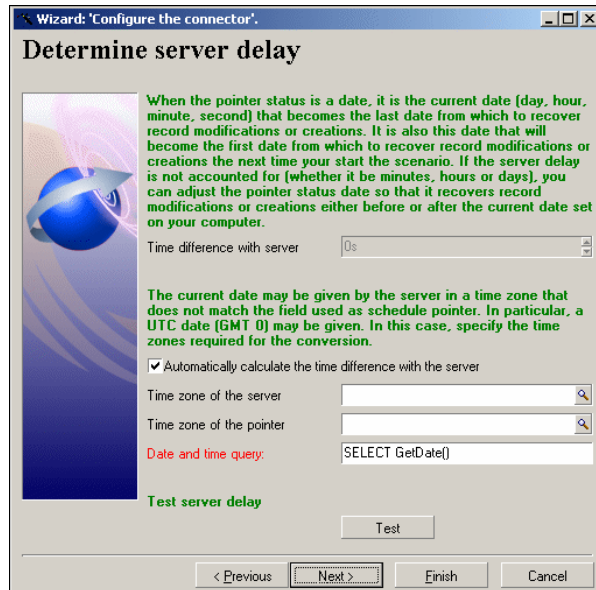 Wizard: 'Configure the connector'.
Determine server delay
When the pointer status is a date, it is the current date (day, hour,
minute, second) that becomes the last date from which to recover
record modifications or creations. It is also this date that will
become the first date from which to recover record modifications or
creations the next time your start the scenario. If the server delay
is not accounted for (whether it be minutes, hours or days), you
can adjust the pointer status date so that it recovers record
modifications or creations either before or after the current date set
on your computer.
Time difference with server 0s
The current date may be given by the server in a time zone that
does not match the field used as schedule pointer. In particular, a
UTC date (GMT 0) may be given. In this case, specify the time
zones required for the conversion.
Automatically calculate the time difference with the server
Time zone of the server
Time zone of the pointer
Date and time query: SELECT GetDate()
Test server delay
Test
< Previous Next > Finish Cancel